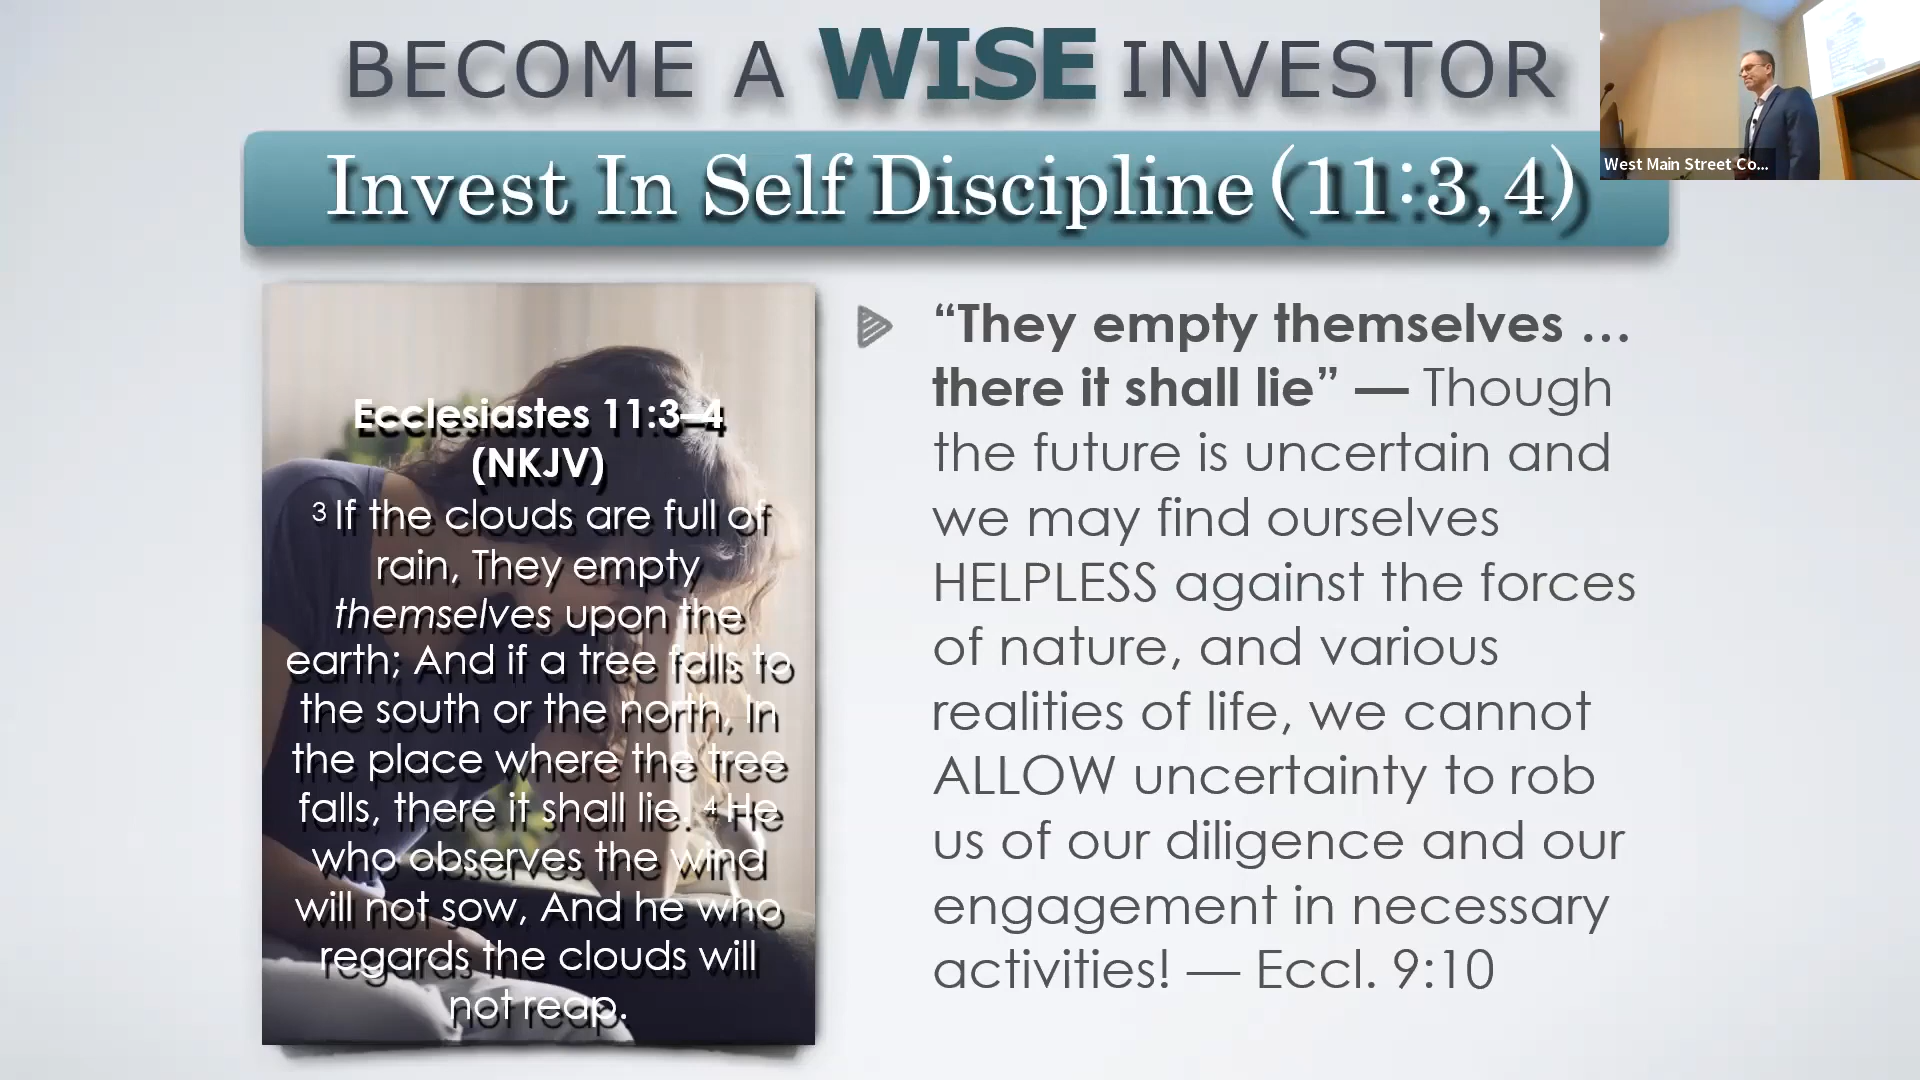 BECOME A WISE INVESTOR
Invest In Self Discipline (11:3,4)
West Main Street Co...
Ecclesiastes 11:3–4
(NKJV)
3 If the clouds are full of
rain, They empty
themselves upon the
earth; And if a tree falls to
the south or the north, In
the place where the tree
falls, there it shall lie. 4 He
who observes the wind
will not sow, And he who
regards the clouds will
not reap.
“They empty themselves …
there it shall lie” — Though
the future is uncertain and
we may find ourselves
HELPLESS against the forces
of nature, and various
realities of life, we cannot
ALLOW uncertainty to rob
us of our diligence and our
engagement in necessary
activities! — Eccl. 9:10